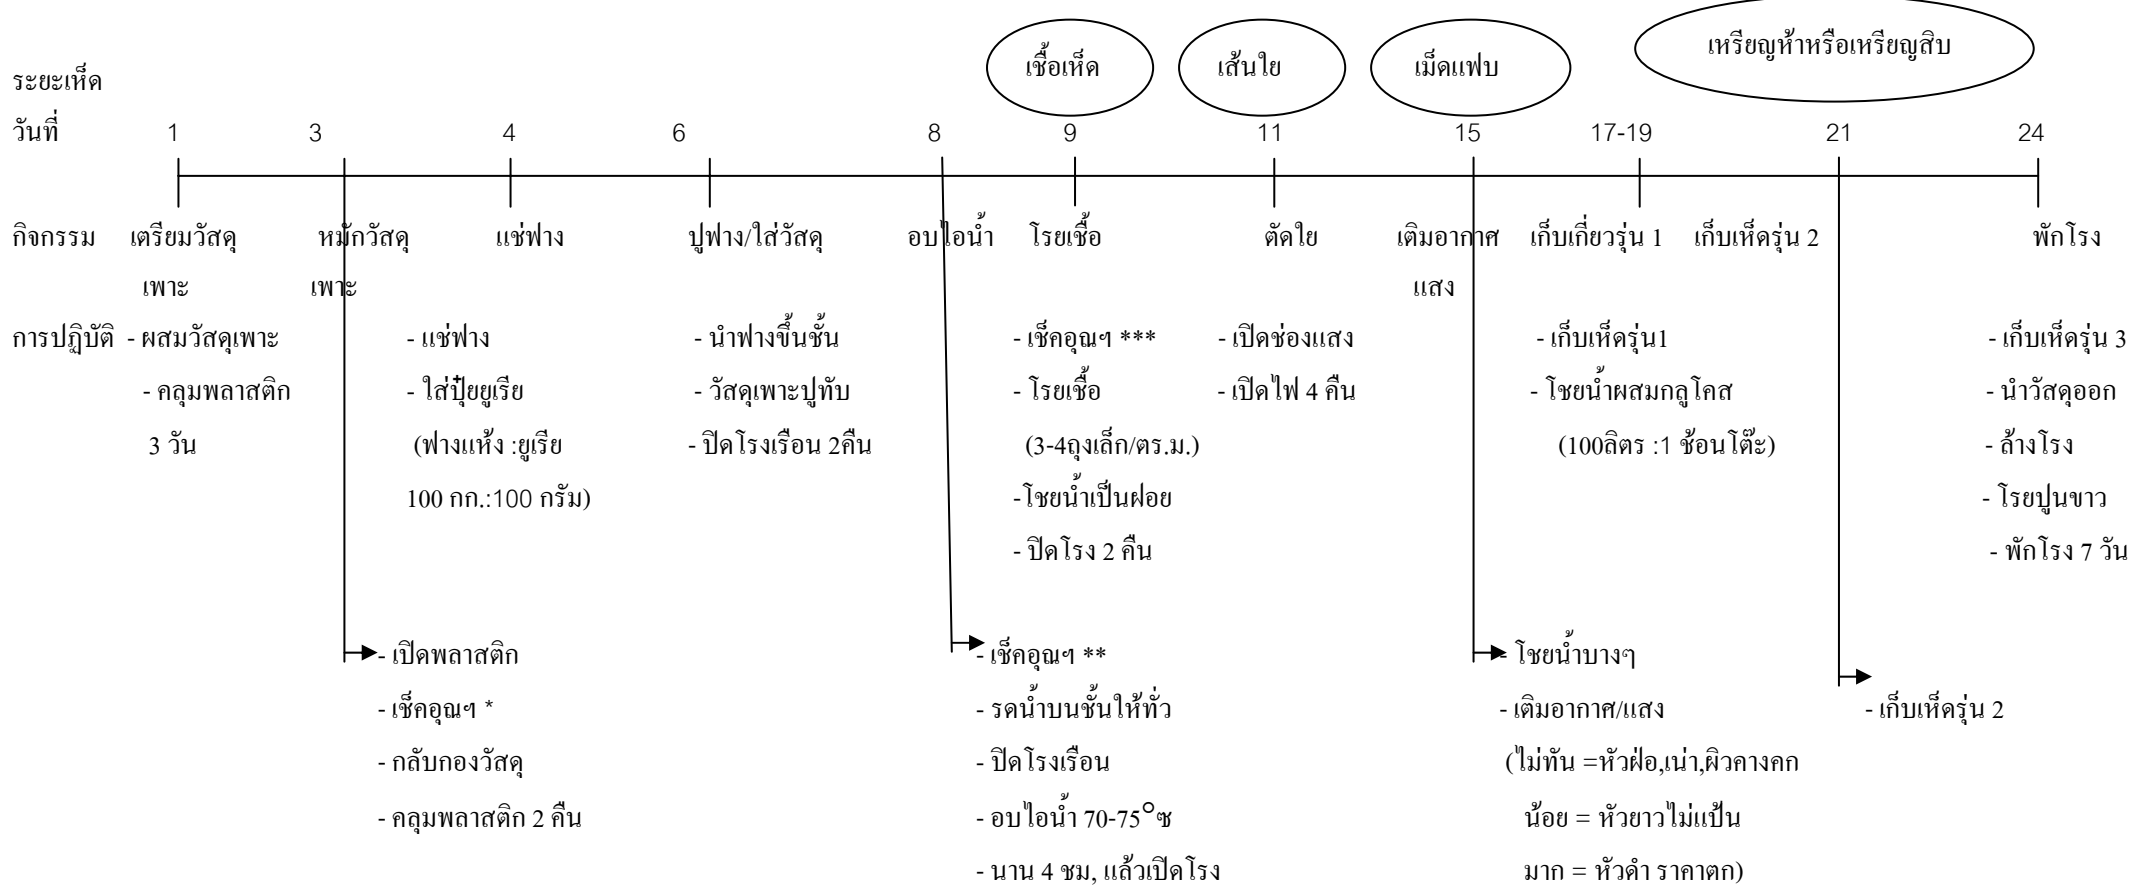 เชื้อเห็ด เส้นใย เม็ดแฟบ เหรียญห้าหรือเหรียญสิบ
ระยะเห็ด
วันที่ 1 3 4 6 8 9 11 15 17-19 21 24
กิจกรรม เตรียมวัสดุ หมักวัสดุ แช่ฟาง ปูฟาง/ใส่วัสดุ อบไอน้ำ โรยเชื้อ ตัดใย เติมอากาศ เก็บเกี่ยวรุ่น 1 เก็บเห็ดรุ่น 2 พักโรง
เพาะ เพาะ แสง
การปฏิบัติ - ผสมวัสดุเพาะ - แช่ฟาง - นำฟางขึ้นชั้น - เช็คอุณฯ *** - เปิดช่องแสง - เก็บเห็ดรุ่น1 - เก็บเห็ดรุ่น 3
- คลุมพลาสติก - ใส่ปุ๋ยยูเรีย - วัสดุเพาะปูทับ - โรยเชื้อ - เปิดไฟ 4 คืน - โชยน้ำผสมกลูโคส - นำวัสดุออก
3 วัน (ฟางแห้ง :ยูเรีย - ปิดโรงเรือน 2คืน (3-4ถุงเล็ก/ตร.ม.) (100ลิตร :1 ช้อนโต๊ะ) - ล้างโรง
100 กก.:100 กรัม) -โชยน้ำเป็นฝอย - โรยปูนขาว
- ปิดโรง 2 คืน - พักโรง 7 วัน
- เปิดพลาสติก - เช็คอุณฯ ** - โชยน้ำบางๆ
- เช็คอุณฯ * - รดน้ำบนชั้นให้ทั่ว - เติมอากาศ/แสง - เก็บเห็ดรุ่น 2
- กลับกองวัสดุ - ปิดโรงเรือน (ไม่ทัน =หัวฝ่อ,เน่า,ผิวคางคก
- คลุมพลาสติก 2 คืน - อบไอน้ำ 70-75°ซ น้อย = หัวยาวไม่แป้น
- นาน 4 ชม, แล้วเปิดโรง มาก = หัวดำ ราคาตก)